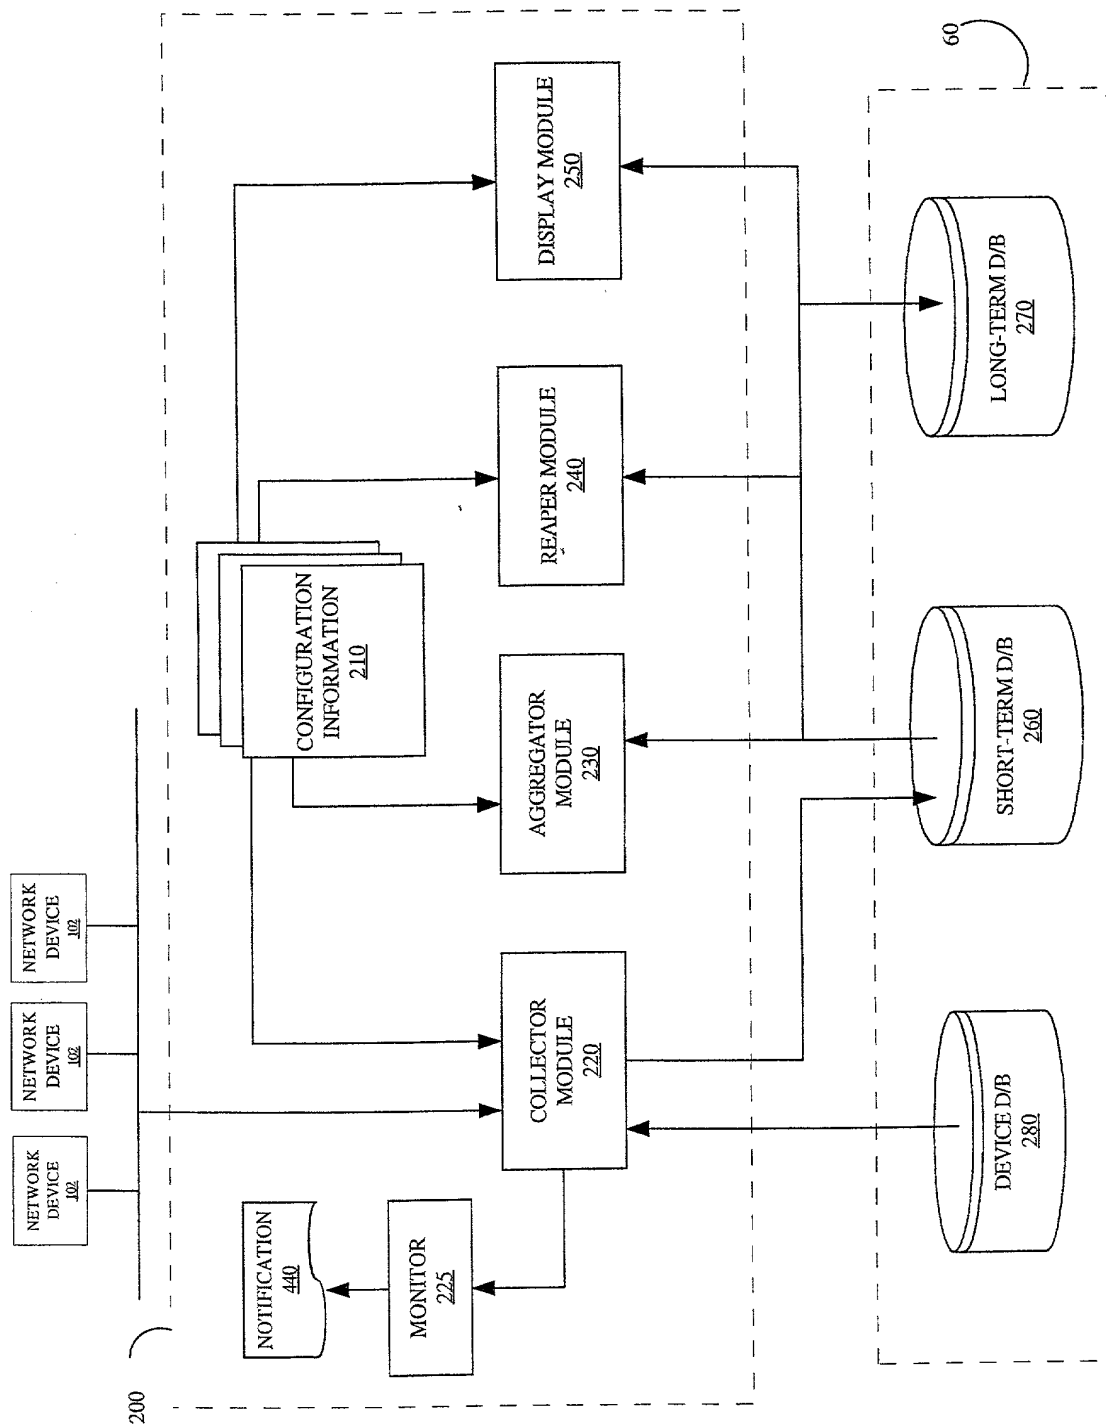 200
NETWORK
DEVICE
102
NETWORK
DEVICE
102
NETWORK
DEVICE
102
NOTIFICATION
440
MONITOR
225
CONFIGURATION
INFORMATION
210
COLLECTOR
MODULE
220
AGGREGATOR
MODULE
230
REAPER MODULE
240
DISPLAY MODULE
250
60
DEVICE D/B
280
SHORT-TERM D/B
260
LONG-TERM D/B
270